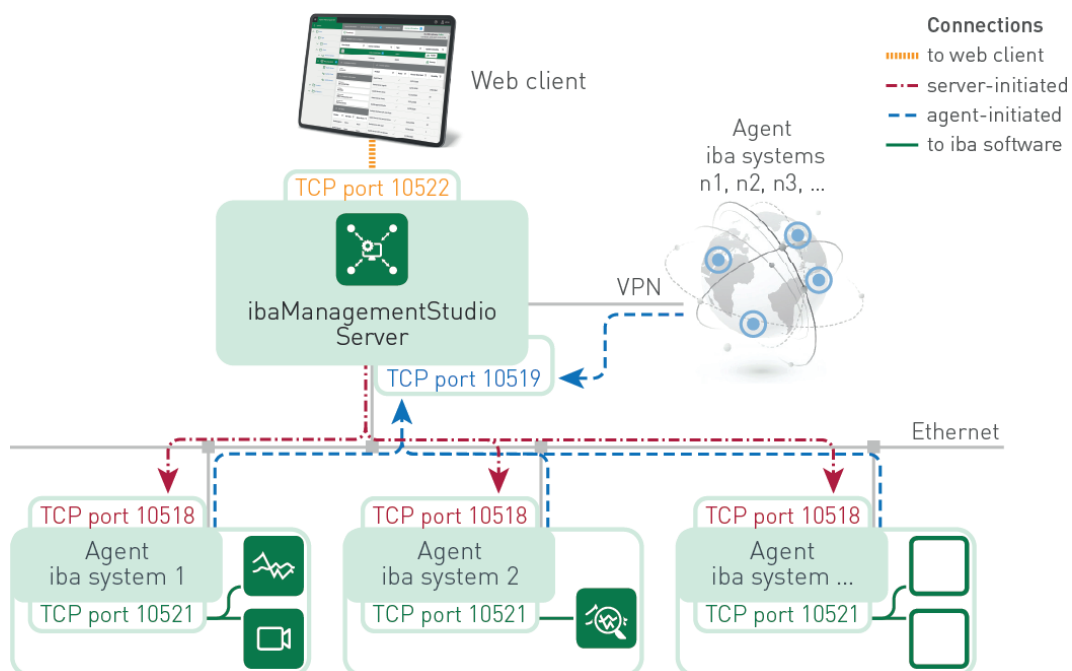 Connections
to web client
server-initiated
agent-initiated
to iba software
Web client
Agent
iba systems
n1, n2, n3, ...
TCP port 10522
ibaManagementStudio
Server
VPN
TCP port 10519
Ethernet
TCP port 10518
Agent
iba system 1
TCP port 10521
TCP port 10518
Agent
iba system 2
TCP port 10521
TCP port 10518
Agent
iba system ...
TCP port 10521